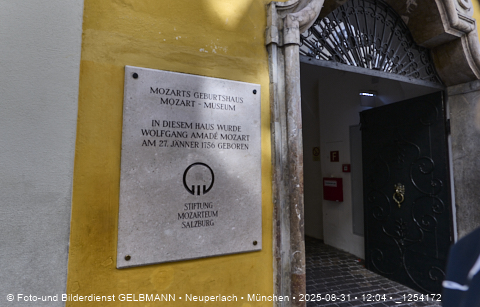 MOZARTS GEBURTSHAUS
MOZART - MUSEUM
IN DIESEM HAUS WURDE
WOLFGANG AMADÉ MOZART
AM 27. JÄNNER 1756 GEBOREN
STIFTUNG
MOZARTEUM
SALZBURG
© Foto-und Bilderdienst GELBMANN • Neuperlach • München • 2025-08-31 • 12:04 • _1254172